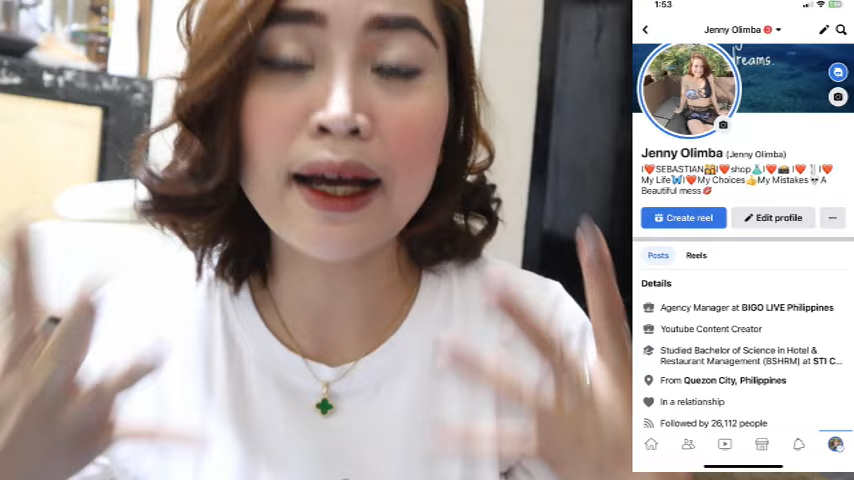 1:53
Jenny Olimba 3
dreams.
Jenny Olimba (Jenny Olimba)
I❤️SEBASTIAN👨‍👩‍👦I❤️shop👗I❤️📸 I❤️🍴I❤️
My Life🦋I❤️My Choices👍My Mistakes💀A
Beautiful mess💋
Create reel
Edit profile
Posts
Reels
Details
Agency Manager at BIGO LIVE Philippines
Youtube Content Creator
Studied Bachelor of Science in Hotel &
Restaurant Management (BSHRM) at STI C...
From Quezon City, Philippines
In a relationship
Followed by 26,112 people